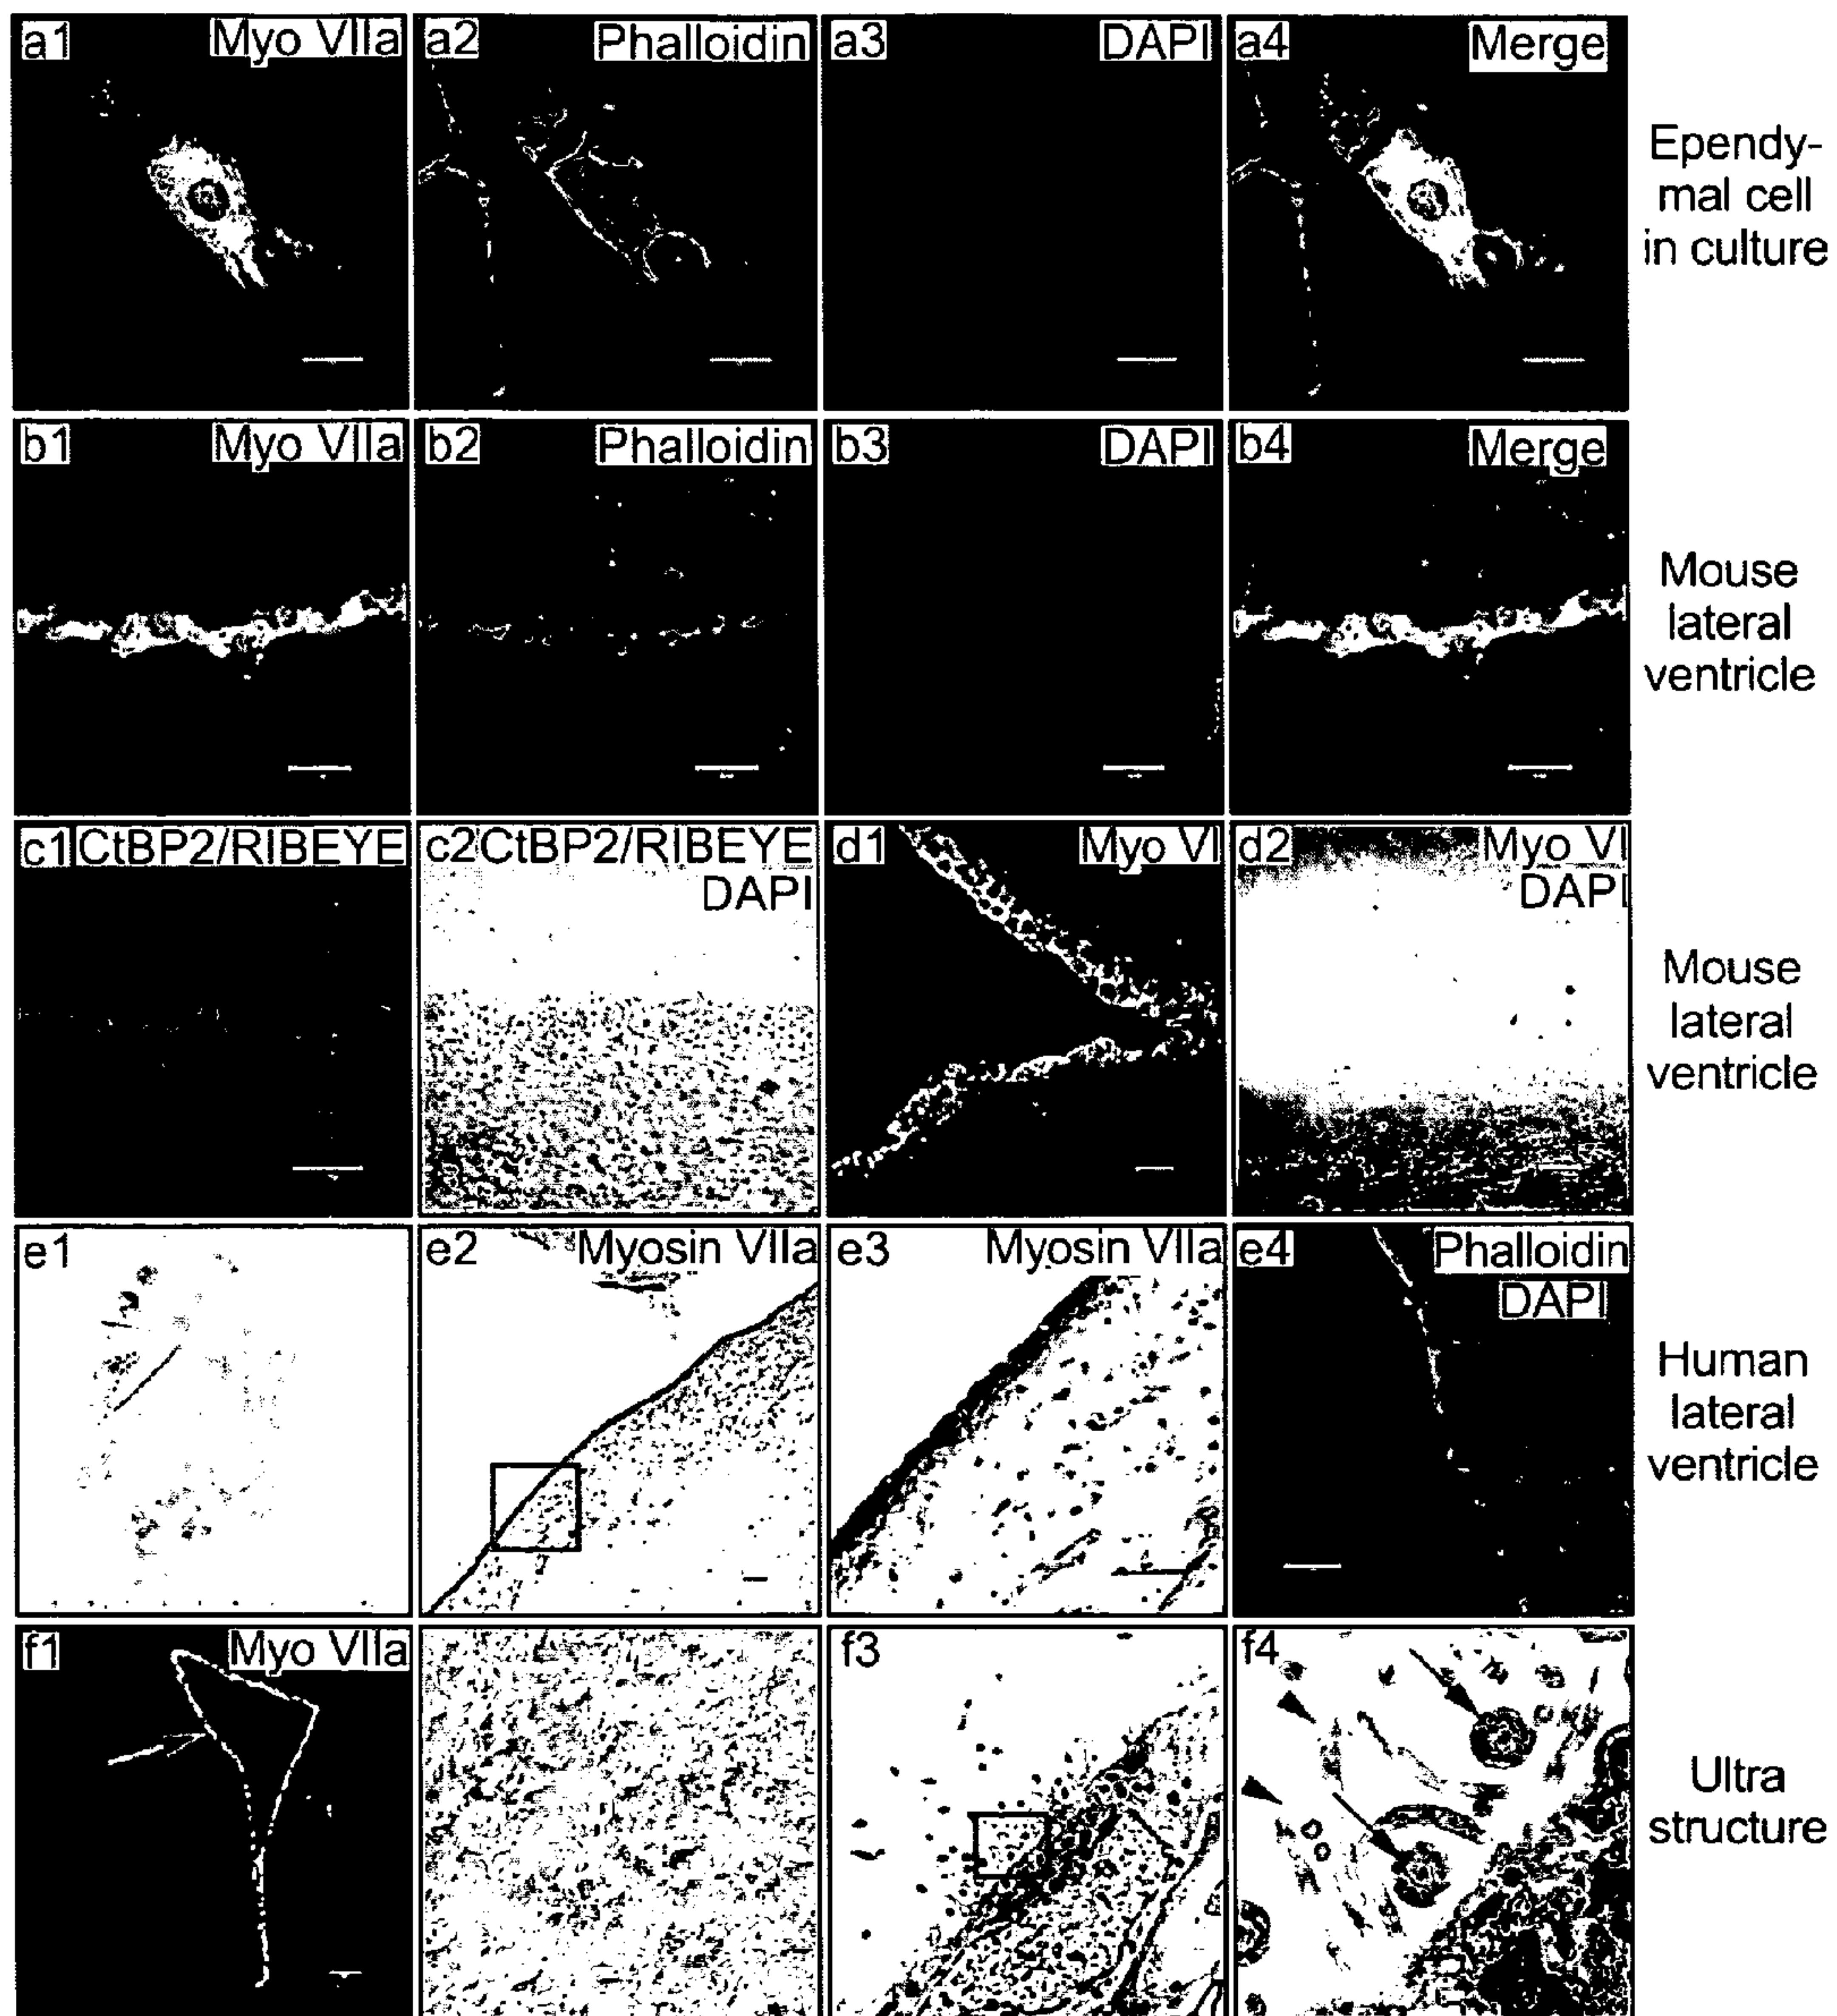 a1 Myo VIIa a2 Phalloidin a3 DAPI a4 Merge
Ependy-
mal cell
in culture
b1 Myo VIIa b2 Phalloidin b3 DAPI b4 Merge
Mouse
lateral
ventricle
c1 CtBP2/RIBEYE c2 CtBP2/RIBEYE d1 Myo VI d2 Myo VI
DAPI DAPI
Mouse
lateral
ventricle
e1 e2 Myosin VIIa e3 Myosin VIIa e4 Phalloidin
DAPI
Human
lateral
ventricle
f1 Myo VIIa f3 f4
Ultra
structure